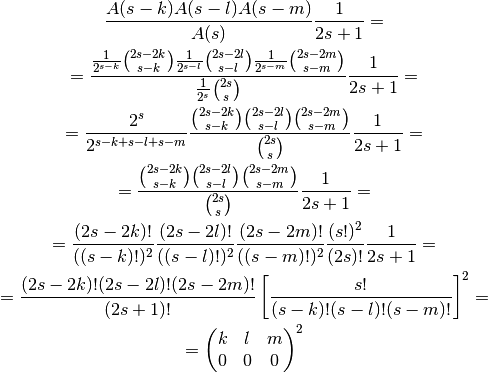 \frac{A(s-k)A(s-l)A(s-m)}{A(s)}\frac{1}{2s+1}=
=\frac{\frac{1}{2^{s-k}}\binom{2s-2k}{s-k}\frac{1}{2^{s-l}}\binom{2s-2l}{s-l}\frac{1}{2^{s-m}}\binom{2s-2m}{s-m}}{\frac{1}{2^s}\binom{2s}{s}}\frac{1}{2s+1}=
=\frac{2^s}{2^{s-k+s-l+s-m}}\frac{\binom{2s-2k}{s-k}\binom{2s-2l}{s-l}\binom{2s-2m}{s-m}}{\binom{2s}{s}}\frac{1}{2s+1}=
=\frac{\binom{2s-2k}{s-k}\binom{2s-2l}{s-l}\binom{2s-2m}{s-m}}{\binom{2s}{s}}\frac{1}{2s+1}=
=\frac{(2s-2k)!}{((s-k)!)^2}\frac{(2s-2l)!}{((s-l)!)^2}\frac{(2s-2m)!}{((s-m)!)^2}\frac{(s!)^2}{(2s)!}\frac{1}{2s+1}=
=\frac{(2s-2k)!(2s-2l)!(2s-2m)!}{(2s+1)!}\left[\frac{s!}{(s-k)!(s-l)!(s-m)!}\right]^2=
=\begin{pmatrix}k & l & m\\0 & 0 & 0\end{pmatrix}^2